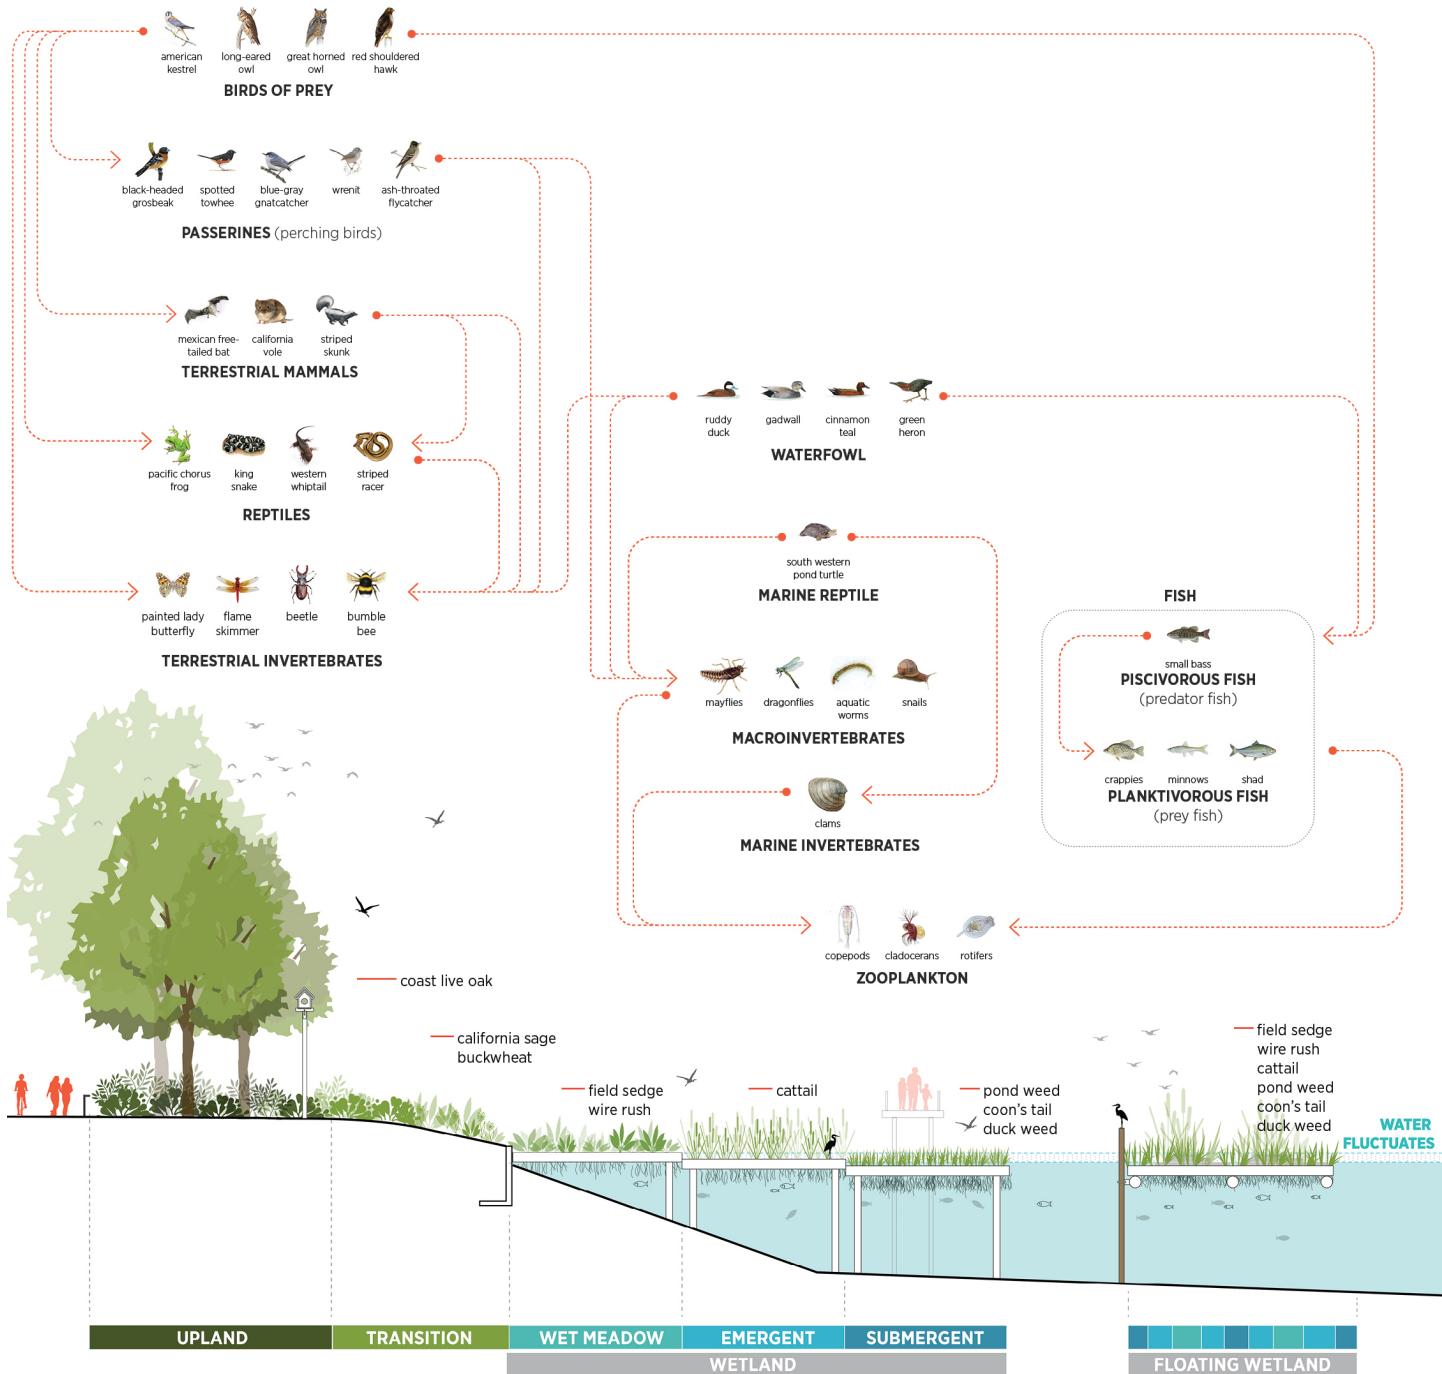 american
kestrel
long-eared
owl
great horned
owl
red shouldered
hawk
BIRDS OF PREY
black-headed
grosbeak
spotted
towhee
blue-gray
gnatcatcher
wrenit
ash-throated
flycatcher
PASSERINES (perching birds)
mexican free-
tailed bat
california
vole
striped
skunk
TERRESTRIAL MAMMALS
ruddy
duck
gadwall
cinnamon
teal
green
heron
WATERFOWL
pacific chorus
frog
king
snake
western
whiptail
striped
racer
REPTILES
south western
pond turtle
MARINE REPTILE
painted lady
butterfly
flame
skimmer
beetle
bumble
bee
TERRESTRIAL INVERTEBRATES
FISH
small bass
PISCIVOROUS FISH
(predator fish)
mayflies
dragonflies
aquatic
worms
snails
MACROINVERTEBRATES
crappies
minnows
shad
PLANKTIVOROUS FISH
(prey fish)
clams
MARINE INVERTEBRATES
copepods
cladocerans
rotifers
ZOOPLANKTON
coast live oak
california sage
buckwheat
field sedge
wire rush
cattail
pond weed
coon's tail
duck weed
field sedge
wire rush
cattail
pond weed
coon's tail
duck weed
WATER
FLUCTUATES
UPLAND
TRANSITION
WET MEADOW
EMERGENT
SUBMERGENT
WETLAND
FLOATING WETLAND